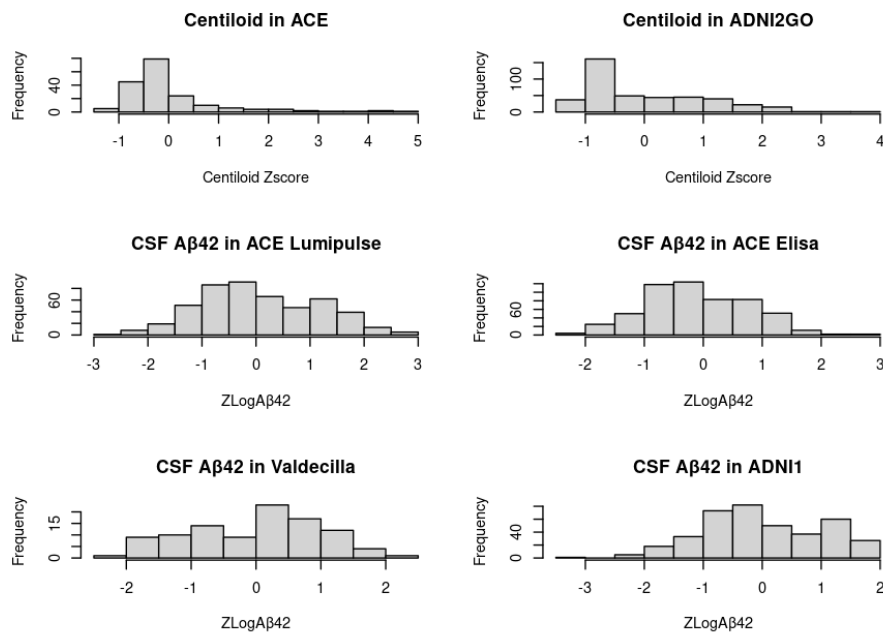 Centiloid in ACE
Frequency
0 40
-1 0 1 2 3 4 5
Centiloid Zscore
Centiloid in ADNI2GO
Frequency
0 100
-1 0 1 2 3 4
Centiloid Zscore
CSF Aβ42 in ACE Lumipulse
Frequency
0 60
-3 -2 -1 0 1 2 3
ZLogAβ42
CSF Aβ42 in ACE Elisa
Frequency
0 60
-2 -1 0 1 2 3
ZLogAβ42
CSF Aβ42 in Valdecilla
Frequency
0 15
-2 -1 0 1 2
ZLogAβ42
CSF Aβ42 in ADNI1
Frequency
0 40
-3 -2 -1 0 1 2
ZLogAβ42